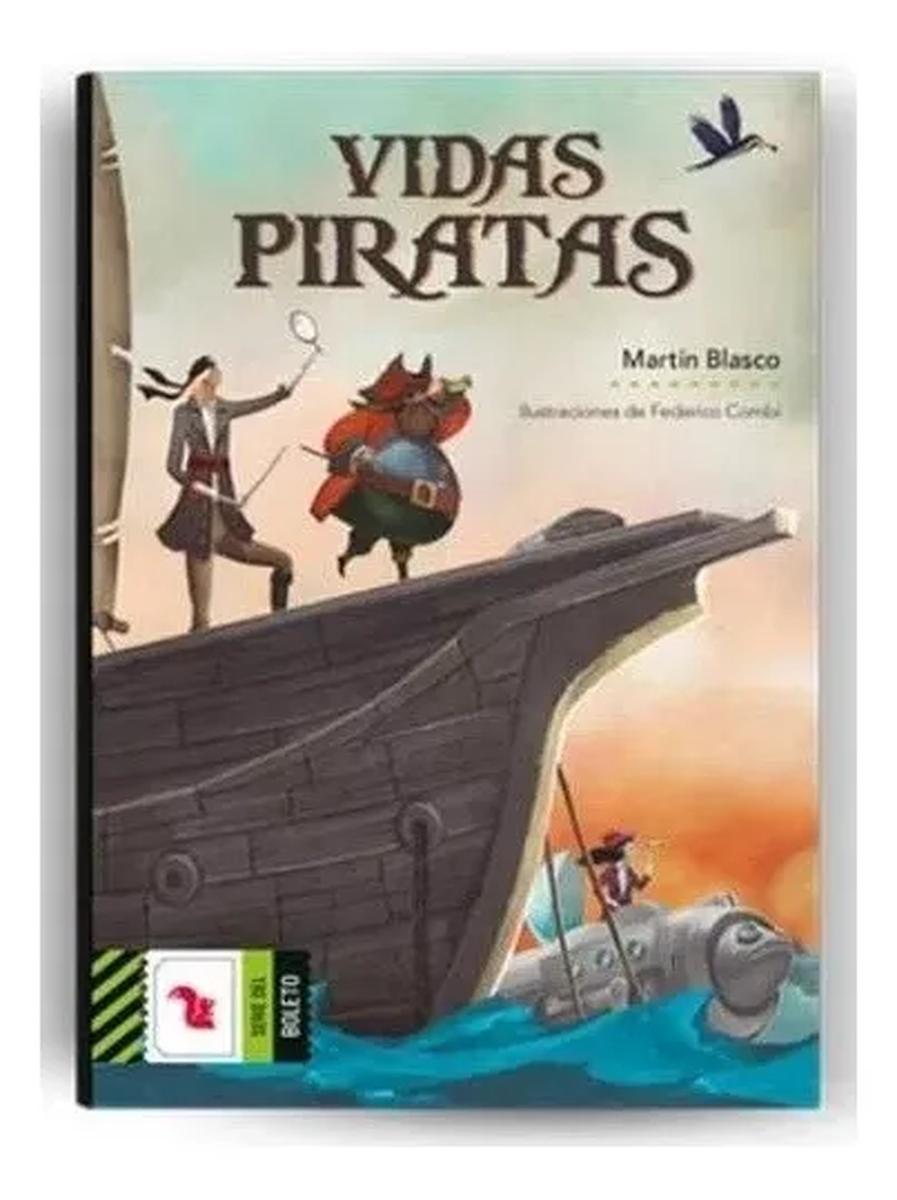 VIDAS
PIRATAS
Martín Blasco
Ilustraciones de Federico Combi
SERIE DEL
BOLETO